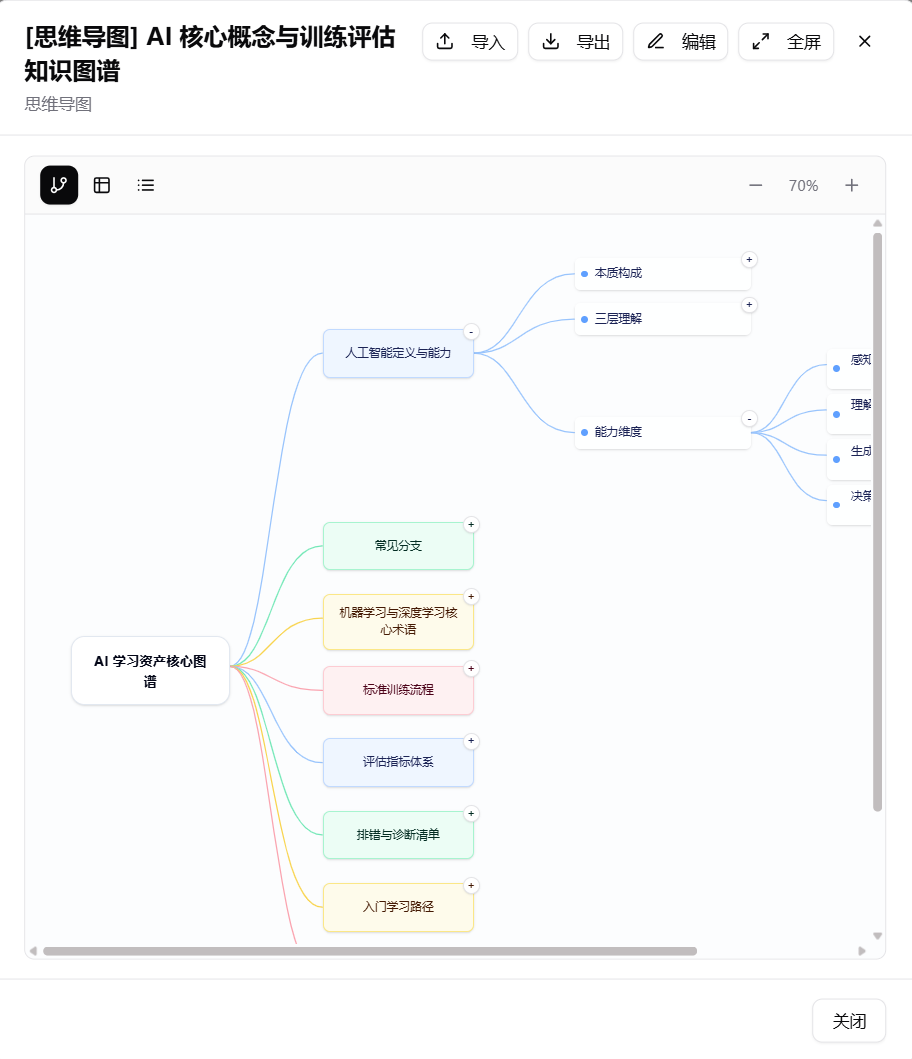 [思维导图] AI 核心概念与训练评估
知识图谱
思维导图
导入
导出
编辑
全屏
70%
本质构成
三层理解
人工智能定义与能力
能力维度
感知
理解
生成
决策
常见分支
机器学习与深度学习核
心术语
AI 学习资产核心图
谱
标准训练流程
评估指标体系
排错与诊断清单
入门学习路径
关闭